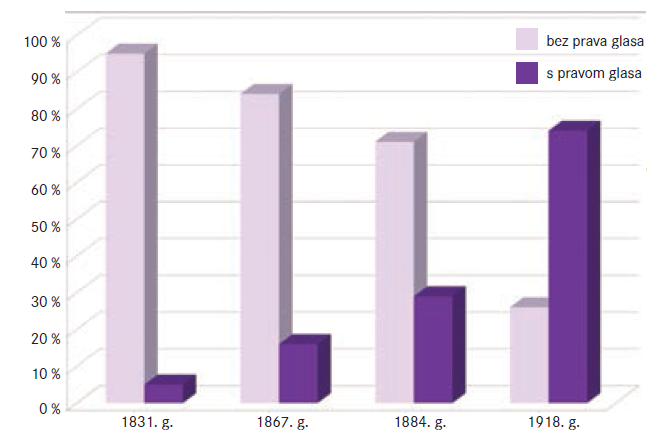 100 %
90 %
80 %
70 %
60 %
50 %
40 %
30 %
20 %
10 %
0 %
bez prava glasa
s pravom glasa
1831. g.
1867. g.
1884. g.
1918. g.